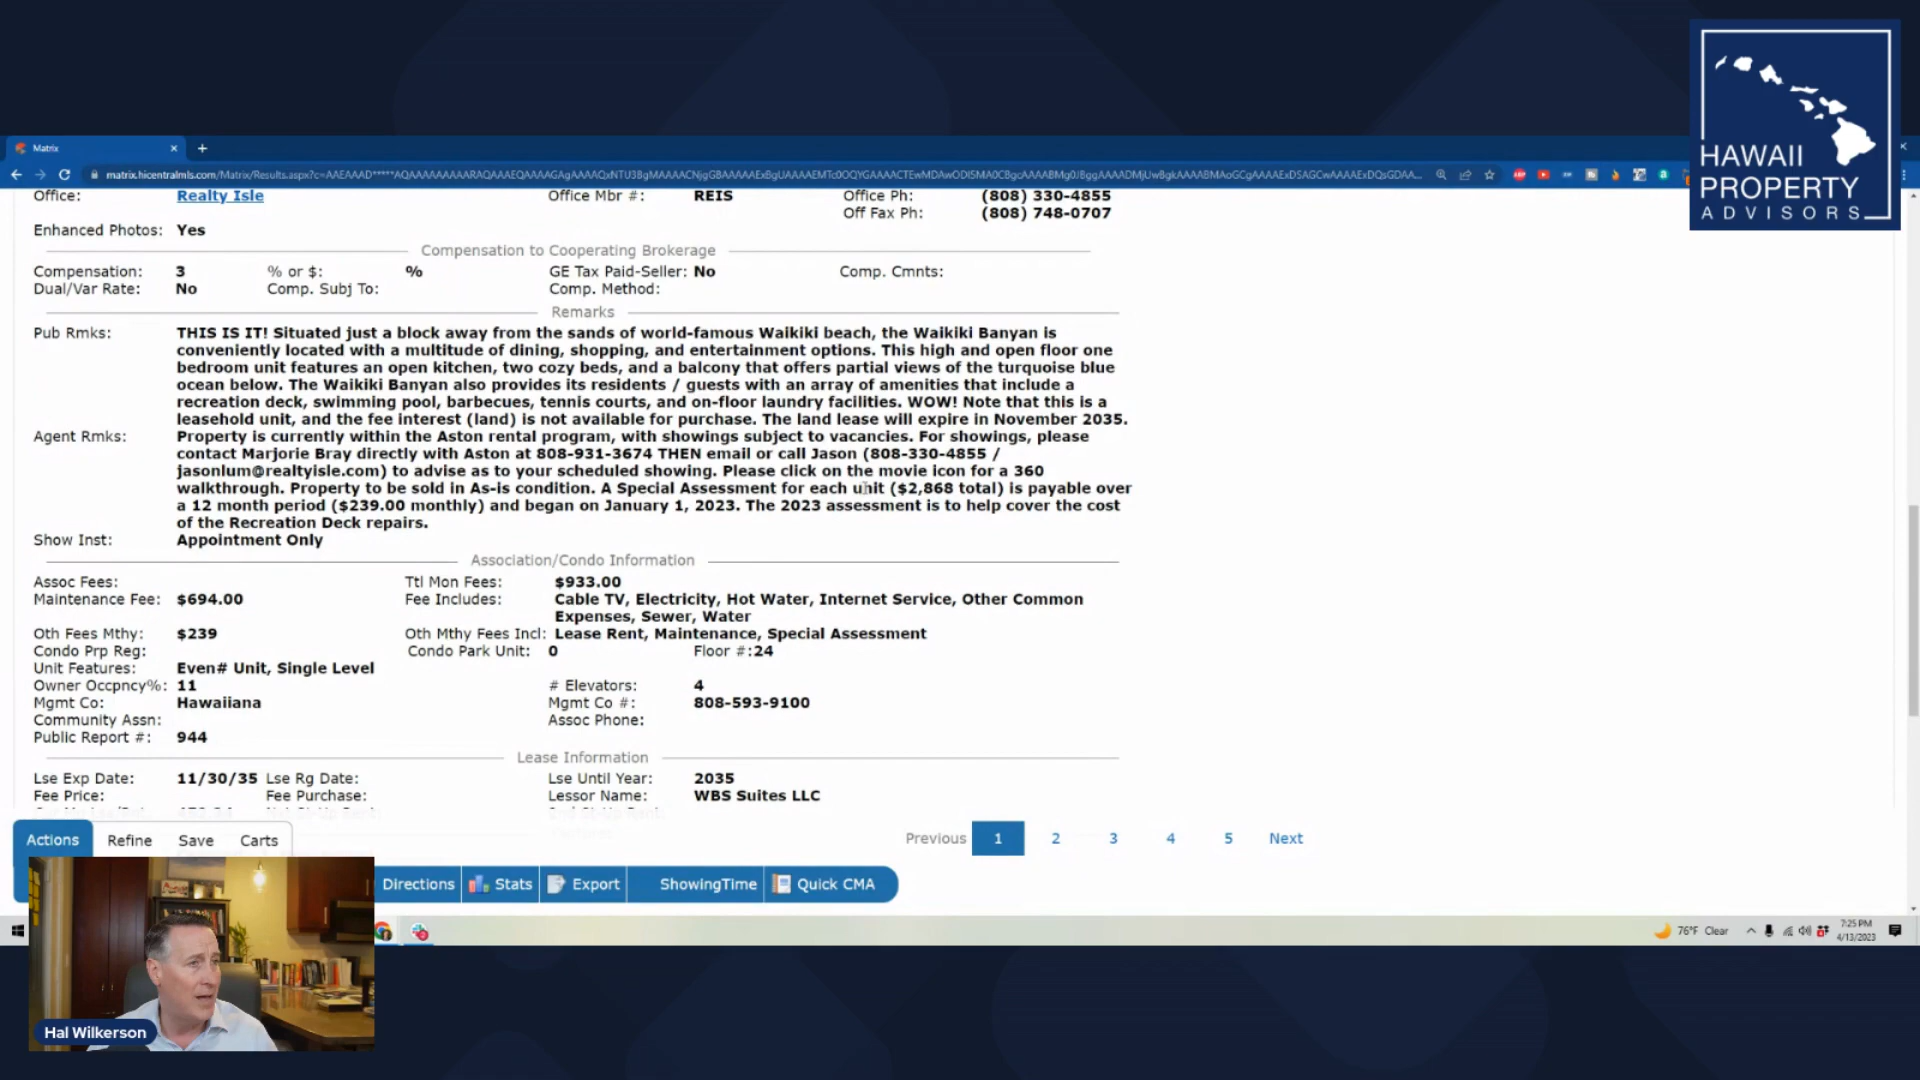 HAWAII
PROPERTY
ADVISORS
Matrix
matrix.hicentralmls.com/Matrix/Results.aspx?c=
Office: Realty Isle Office Mbr #: REIS Office Ph: (808) 330-4855
Off Fax Ph: (808) 748-0707
Enhanced Photos: Yes
Compensation to Cooperating Brokerage
Compensation: 3 % or $: % GE Tax Paid-Seller: No Comp. Cmnts:
Dual/Var Rate: No Comp. Subj To: Comp. Method:
Remarks
Pub Rmks: THIS IS IT! Situated just a block away from the sands of world-famous Waikiki beach, the Waikiki Banyan is
conveniently located with a multitude of dining, shopping, and entertainment options. This high and open floor one
bedroom unit features an open kitchen, two cozy beds, and a balcony that offers partial views of the turquoise blue
ocean below. The Waikiki Banyan also provides its residents / guests with an array of amenities that include a
recreation deck, swimming pool, barbecues, tennis courts, and on-floor laundry facilities. WOW! Note that this is a
leasehold unit, and the fee interest (land) is not available for purchase. The land lease will expire in November 2035.
Agent Rmks: Property is currently within the Aston rental program, with showings subject to vacancies. For showings, please
contact Marjorie Bray directly with Aston at 808-931-3674 THEN email or call Jason (808-330-4855 /
jasonlum@realtyisle.com) to advise as to your scheduled showing. Please click on the movie icon for a 360
walkthrough. Property to be sold in As-is condition. A Special Assessment for each unit ($2,868 total) is payable over
a 12 month period ($239.00 monthly) and began on January 1, 2023. The 2023 assessment is to help cover the cost
of the Recreation Deck repairs.
Show Inst: Appointment Only
Association/Condo Information
Assoc Fees: Ttl Mon Fees: $933.00
Maintenance Fee: $694.00 Fee Includes: Cable TV, Electricity, Hot Water, Internet Service, Other Common
Expenses, Sewer, Water
Oth Fees Mthy: $239 Oth Mthy Fees Incl: Lease Rent, Maintenance, Special Assessment
Condo Prp Reg: Condo Park Unit: 0 Floor #:24
Unit Features: Even# Unit, Single Level
Owner Occpncy%: 11 # Elevators: 4
Mgmt Co: Hawaiiana Mgmt Co #: 808-593-9100
Community Assn: Assoc Phone:
Public Report #: 944
Lease Information
Lse Exp Date: 11/30/35 Lse Rg Date: Lse Until Year: 2035
Fee Price: Fee Purchase: Lessor Name: WBS Suites LLC
Actions Refine Save Carts Previous 1 2 3 4 5 Next
Directions Stats Export ShowingTime Quick CMA
76°F Clear 7:25 PM
4/13/2023
Hal Wilkerson